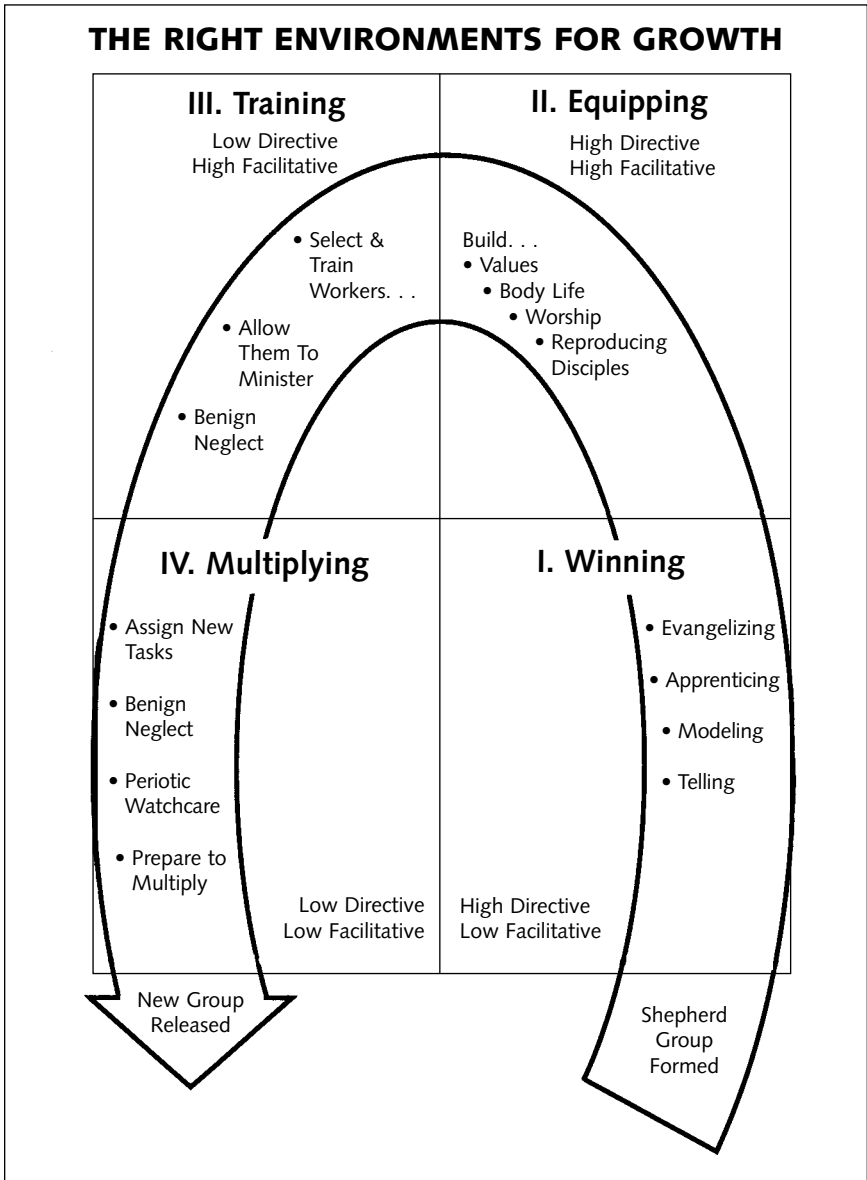 THE RIGHT ENVIRONMENTS FOR GROWTH
III. Training
Low Directive
High Facilitative
• Select &
Train
Workers. . .
• Allow
Them To
Minister
• Benign
Neglect
II. Equipping
High Directive
High Facilitative
Build. . .
• Values
• Body Life
• Worship
• Reproducing
Disciples
IV. Multiplying
• Assign New
Tasks
• Benign
Neglect
• Periotic
Watchcare
• Prepare to
Multiply
Low Directive
Low Facilitative
New Group
Released
I. Winning
• Evangelizing
• Apprenticing
• Modeling
• Telling
High Directive
Low Facilitative
Shepherd
Group
Formed